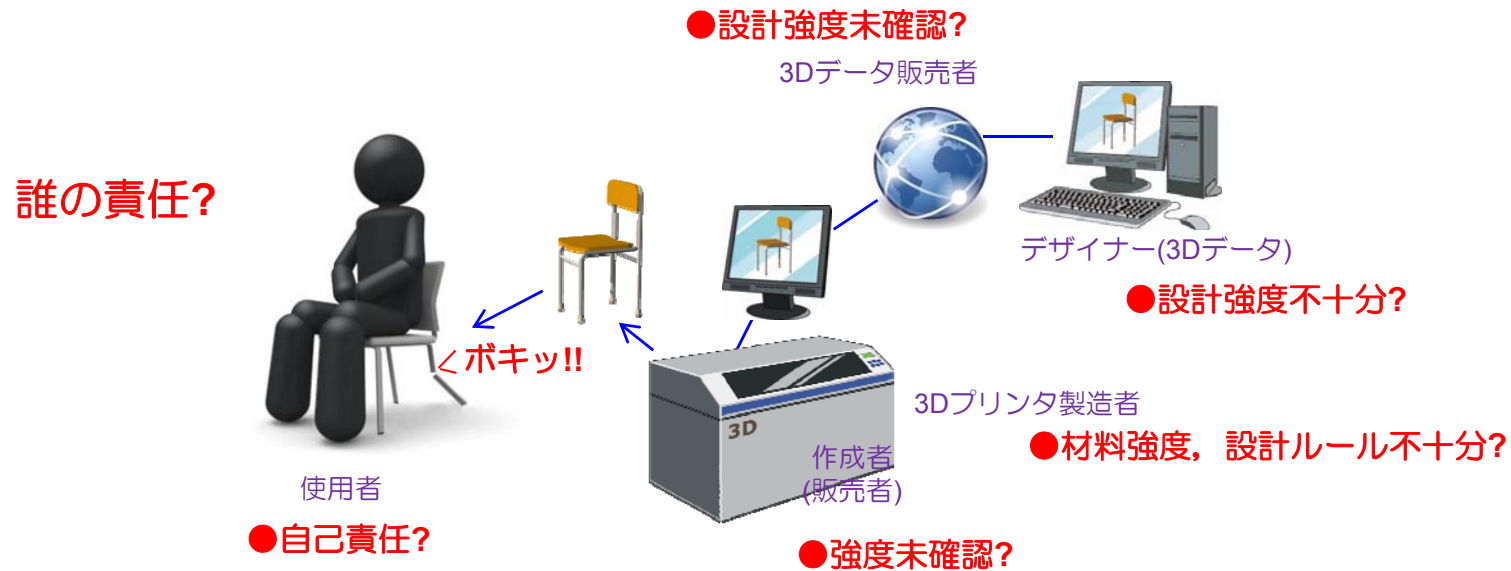 ●設計強度未確認?
3Dデータ販売者
誰の責任?
デザイナー(3Dデータ)
●設計強度不十分?
ボキッ!!
3Dプリンタ製造者
3D
●材料強度，設計ルール不十分?
作成者
(販売者)
使用者
●自己責任?
●強度未確認?